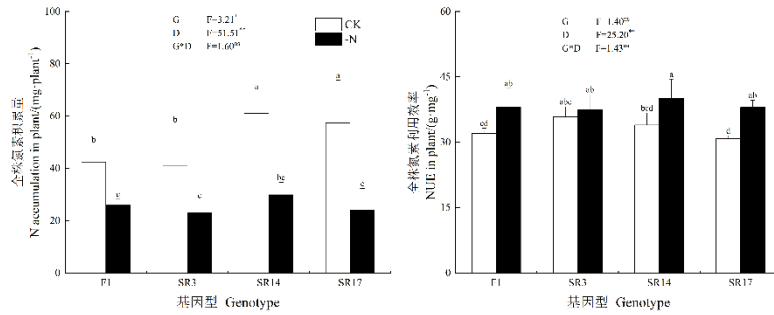 G F=3.21*
D F=51.51**
G*D F=1.60ns
CK
-N
80
60
40
20
0
b
c
b
c
a
bc
a
c
F1 SR3 SR14 SR17
基因型 Genotype
全株氮素积累量
N accumulation in plant/(mg·plant⁻¹)
G F=1.40ns
D F=25.20**
G*D F=1.43ns
60
45
30
15
0
cd
ab
abc
ab
bcd
a
d
ab
F1 SR3 SR14 SR17
基因型 Genotype
全株氮素利用效率
NUE in plant/(g·mg⁻¹)